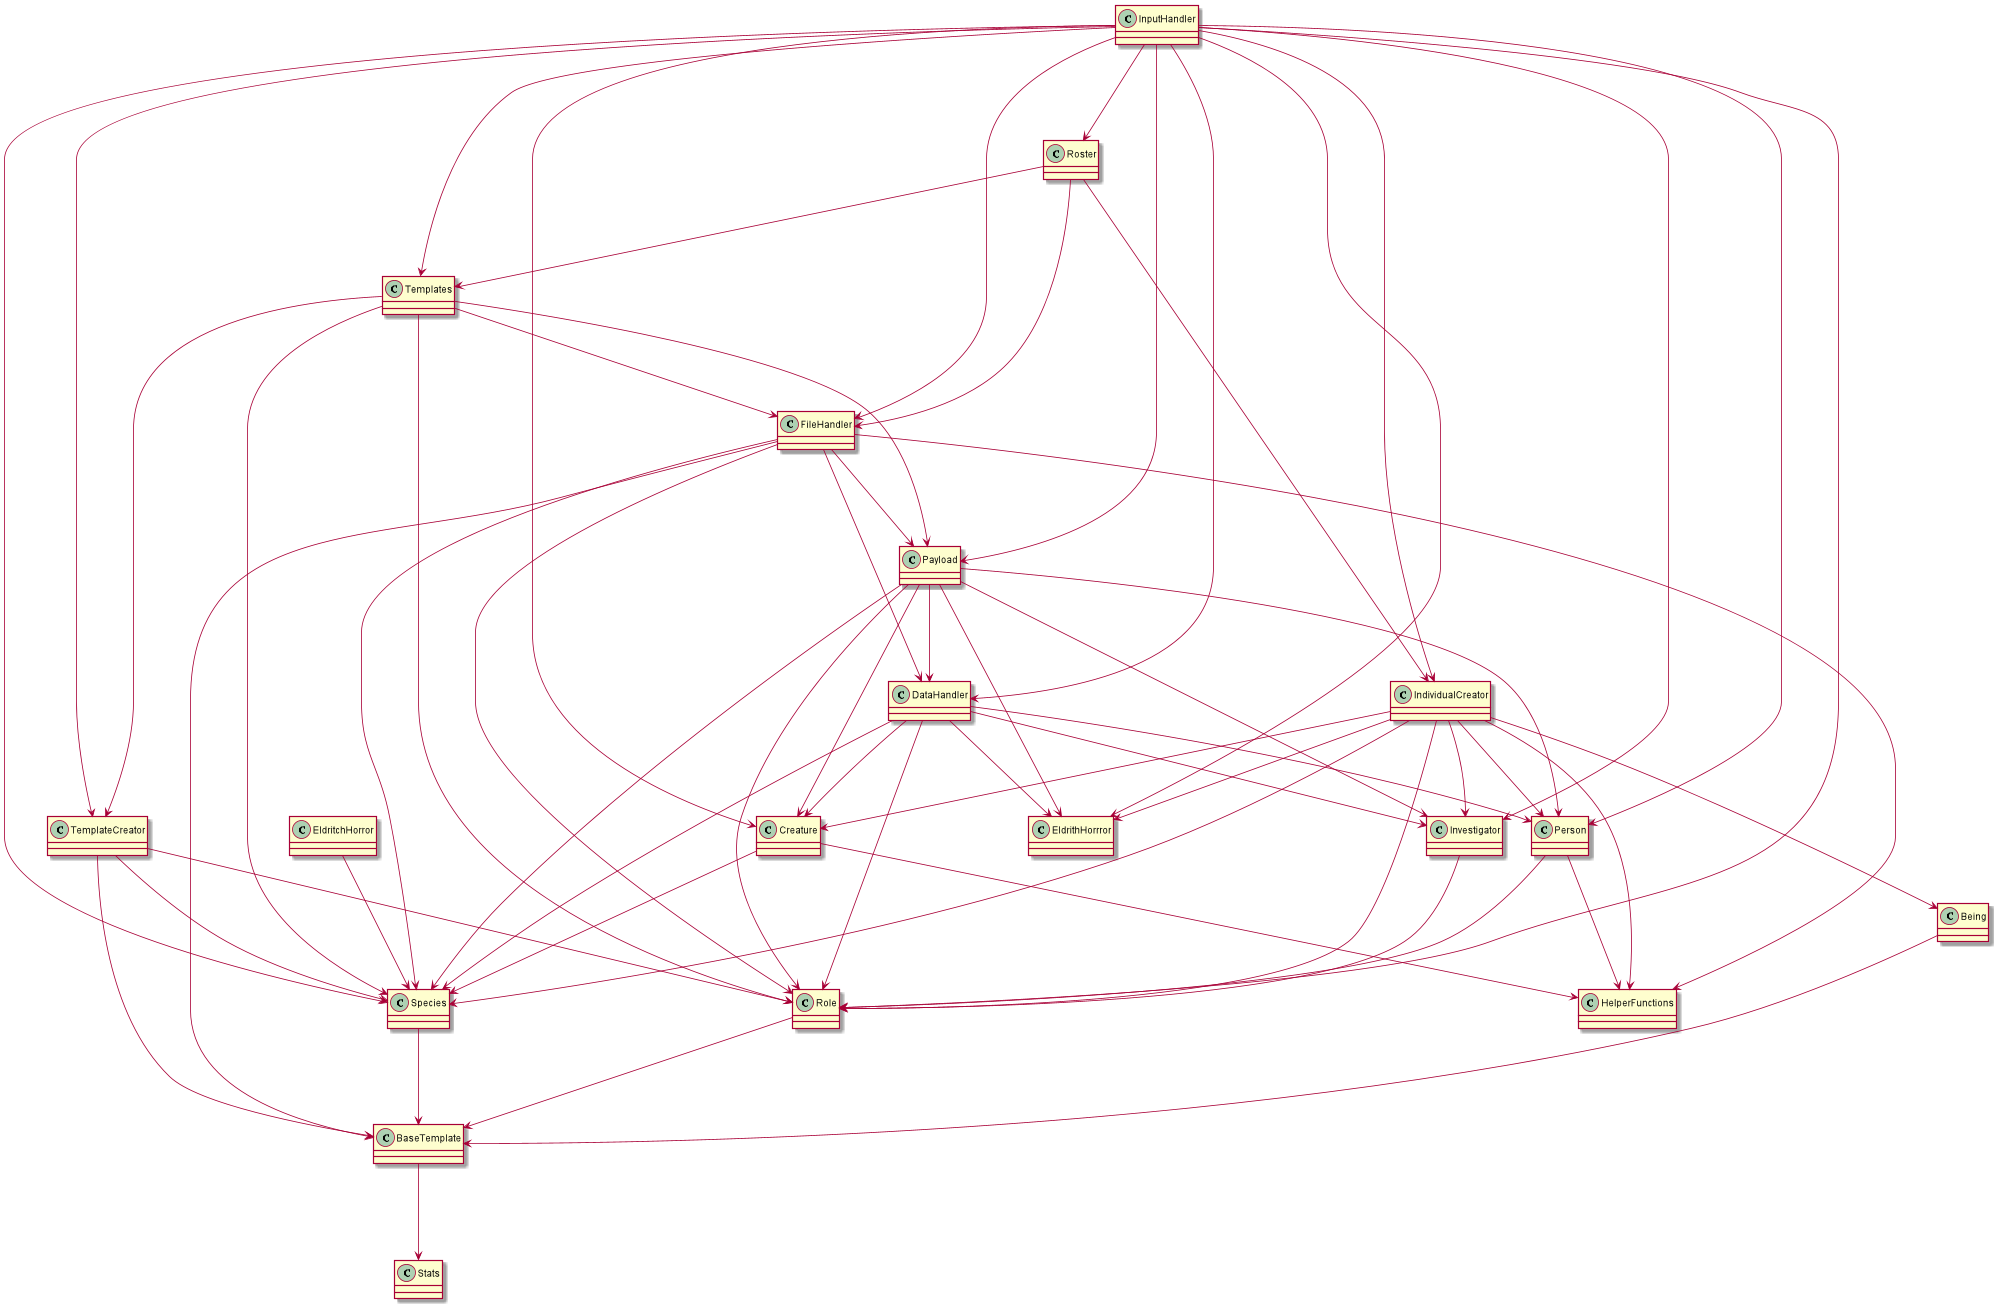 C InputHandler
C Roster
C Templates
C FileHandler
C Payload
C DataHandler
C IndividualCreator
C TemplateCreator
C EldritchHorror
C Creature
C EldrithHorrror
C Investigator
C Person
C Being
C Species
C Role
C HelperFunctions
C BaseTemplate
C Stats